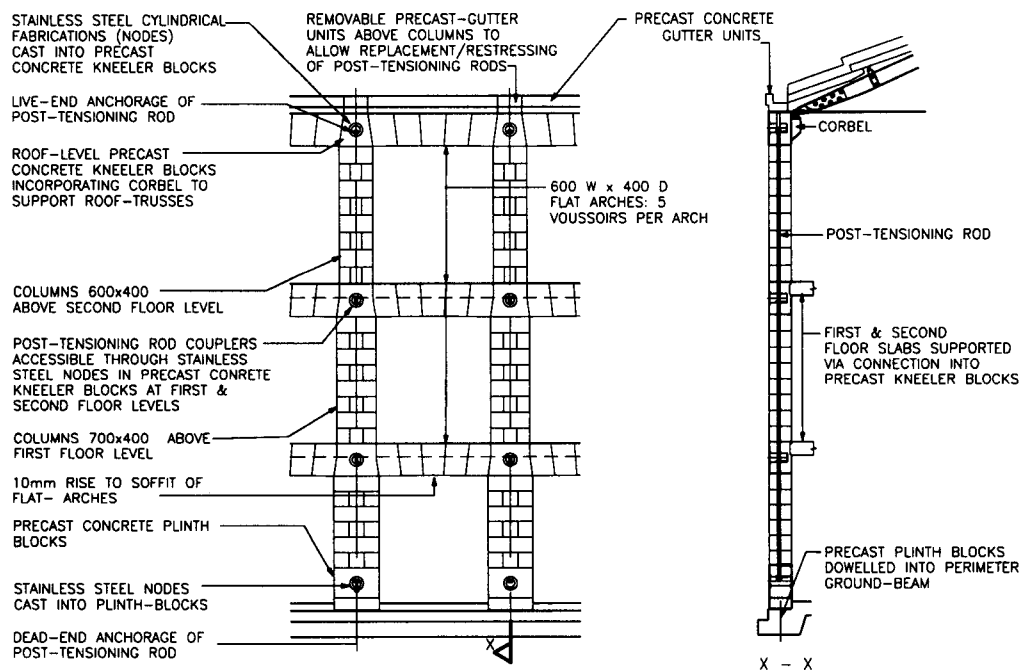 STAINLESS STEEL CYLINDRICAL
FABRICATIONS (NODES)
CAST INTO PRECAST
CONCRETE KNEELER BLOCKS
LIVE-END ANCHORAGE OF
POST-TENSIONING ROD
ROOF-LEVEL PRECAST
CONCRETE KNEELER BLOCKS
INCORPORATING CORBEL TO
SUPPORT ROOF-TRUSSES
COLUMNS 600x400
ABOVE SECOND FLOOR LEVEL
POST-TENSIONING ROD COUPLERS
ACCESSIBLE THROUGH STAINLESS
STEEL NODES IN PRECAST CONRETE
KNEELER BLOCKS AT FIRST &
SECOND FLOOR LEVELS
COLUMNS 700x400 ABOVE
FIRST FLOOR LEVEL
10mm RISE TO SOFFIT OF
FLAT- ARCHES
PRECAST CONCRETE PLINTH
BLOCKS
STAINLESS STEEL NODES
CAST INTO PLINTH-BLOCKS
DEAD-END ANCHORAGE OF
POST-TENSIONING ROD
REMOVABLE PRECAST-GUTTER
UNITS ABOVE COLUMNS TO
ALLOW REPLACEMENT/RESTRESSING
OF POST-TENSIONING RODS
PRECAST CONCRETE
GUTTER UNITS
600 W x 400 D
FLAT ARCHES: 5
VOUSSOIRS PER ARCH
X
CORBEL
POST-TENSIONING ROD
FIRST & SECOND
FLOOR SLABS SUPPORTED
VIA CONNECTION INTO
PRECAST KNEELER BLOCKS
PRECAST PLINTH BLOCKS
DOWELLED INTO PERIMETER
GROUND-BEAM
X - X